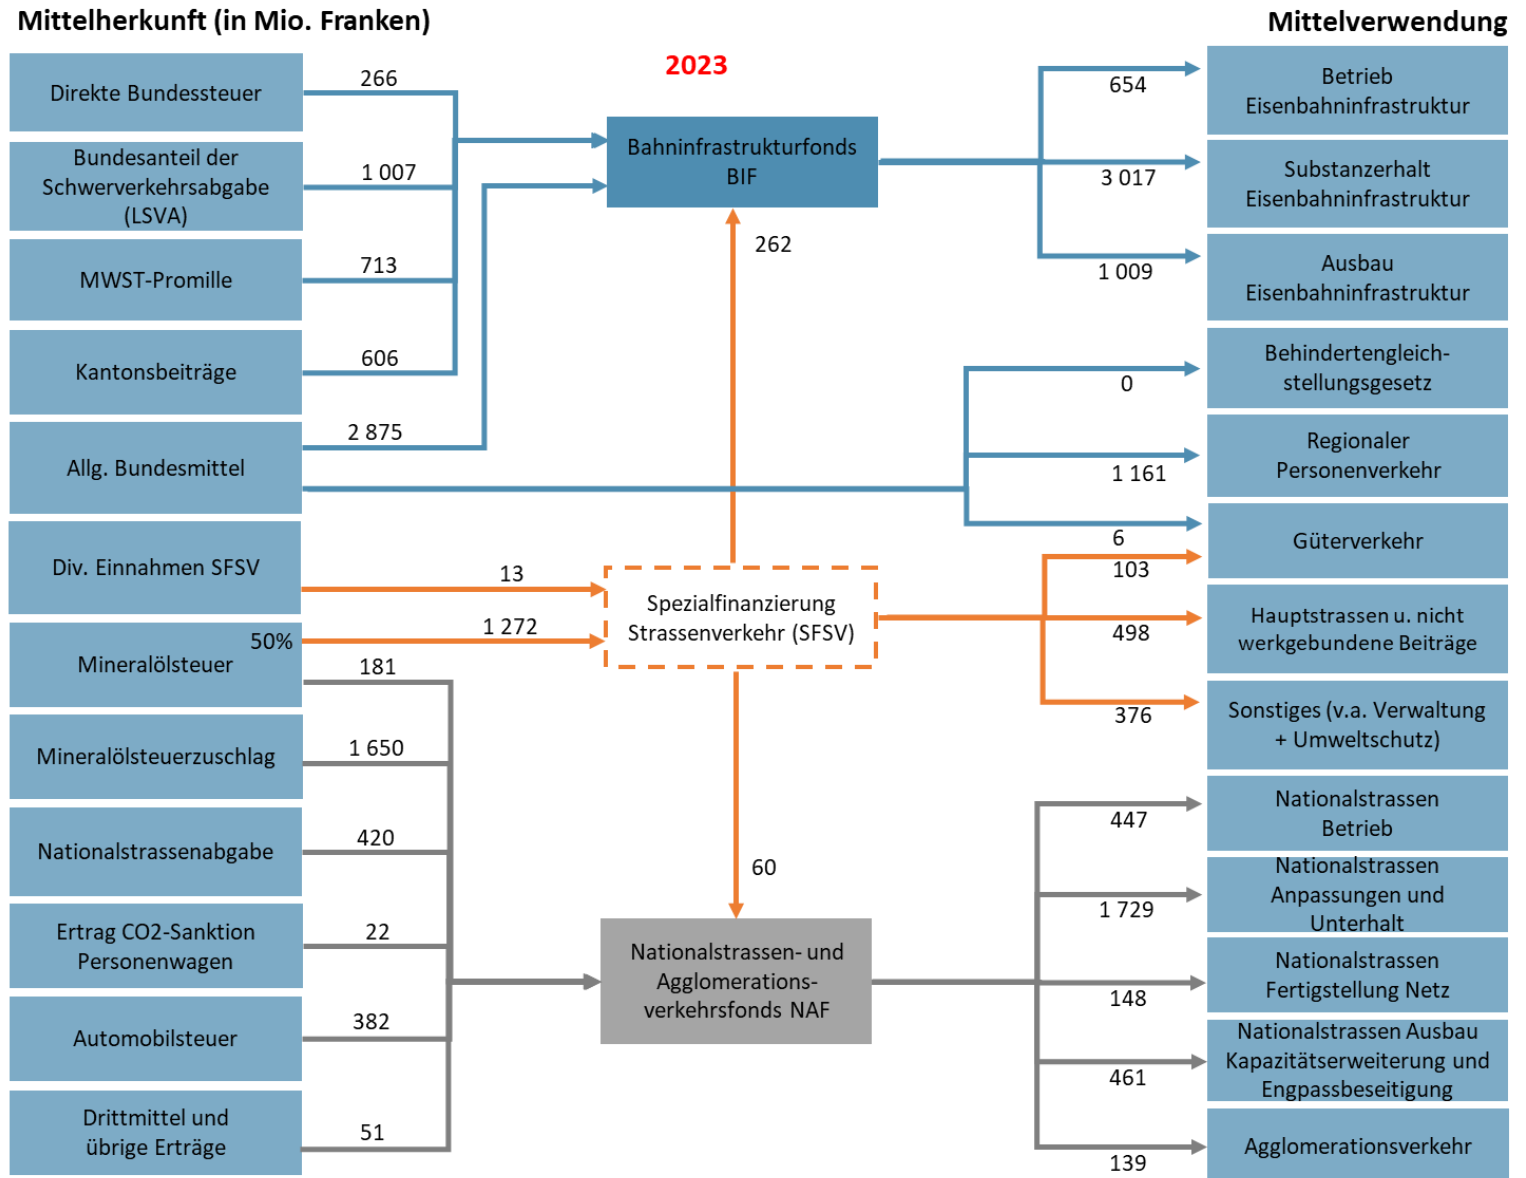 Mittelherkunft (in Mio. Franken)
Mittelverwendung
2023
Direkte Bundessteuer
266
Bundesanteil der
Schwerverkehrsabgabe
(LSVA)
1 007
MWST-Promille
713
Kantonsbeiträge
606
Allg. Bundesmittel
2 875
Div. Einnahmen SFSV
13
50%
Mineralölsteuer
1 272
181
Mineralölsteuerzuschlag
1 650
Nationalstrassenabgabe
420
Ertrag CO2-Sanktion
Personenwagen
22
Automobilsteuer
382
Drittmittel und
übrige Erträge
51
Bahninfrastrukturfonds
BIF
262
Spezialfinanzierung
Strassenverkehr (SFSV)
60
Nationalstrassen- und
Agglomerations-
verkehrsfonds NAF
654
Betrieb
Eisenbahninfrastruktur
3 017
Substanzerhalt
Eisenbahninfrastruktur
1 009
Ausbau
Eisenbahninfrastruktur
0
Behindertengleich-
stellungsgesetz
1 161
Regionaler
Personenverkehr
6
103
Güterverkehr
498
Hauptstrassen u. nicht
werkgebundene Beiträge
376
Sonstiges (v.a. Verwaltung
+ Umweltschutz)
447
Nationalstrassen
Betrieb
1 729
Nationalstrassen
Anpassungen und
Unterhalt
148
Nationalstrassen
Fertigstellung Netz
461
Nationalstrassen Ausbau
Kapazitätserweiterung und
Engpassbeseitigung
139
Agglomerationsverkehr